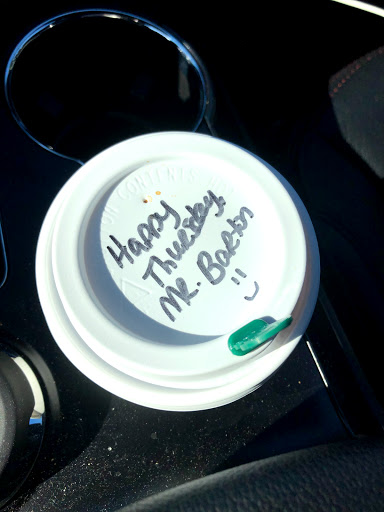 Happy
Thursday,
Mr. Barton
:)